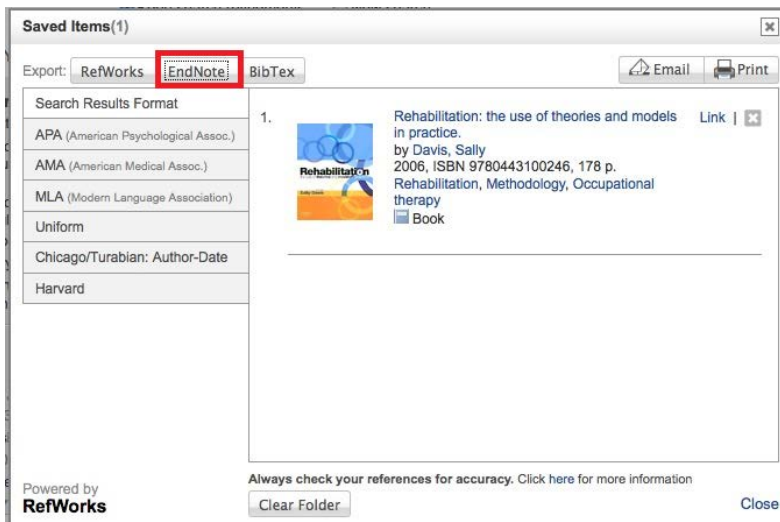 Saved Items(1)
Export: RefWorks EndNote BibTex Email Print
Search Results Format
APA (American Psychological Assoc.)
AMA (American Medical Assoc.)
MLA (Modern Language Association)
Uniform
Chicago/Turabian: Author-Date
Harvard
1.
Rehabilitation
Rehabilitation: the use of theories and models Link |
in practice.
by Davis, Sally
2006, ISBN 9780443100246, 178 p.
Rehabilitation, Methodology, Occupational
therapy
Book
Always check your references for accuracy. Click here for more information
Powered by
RefWorks
Clear Folder
Close